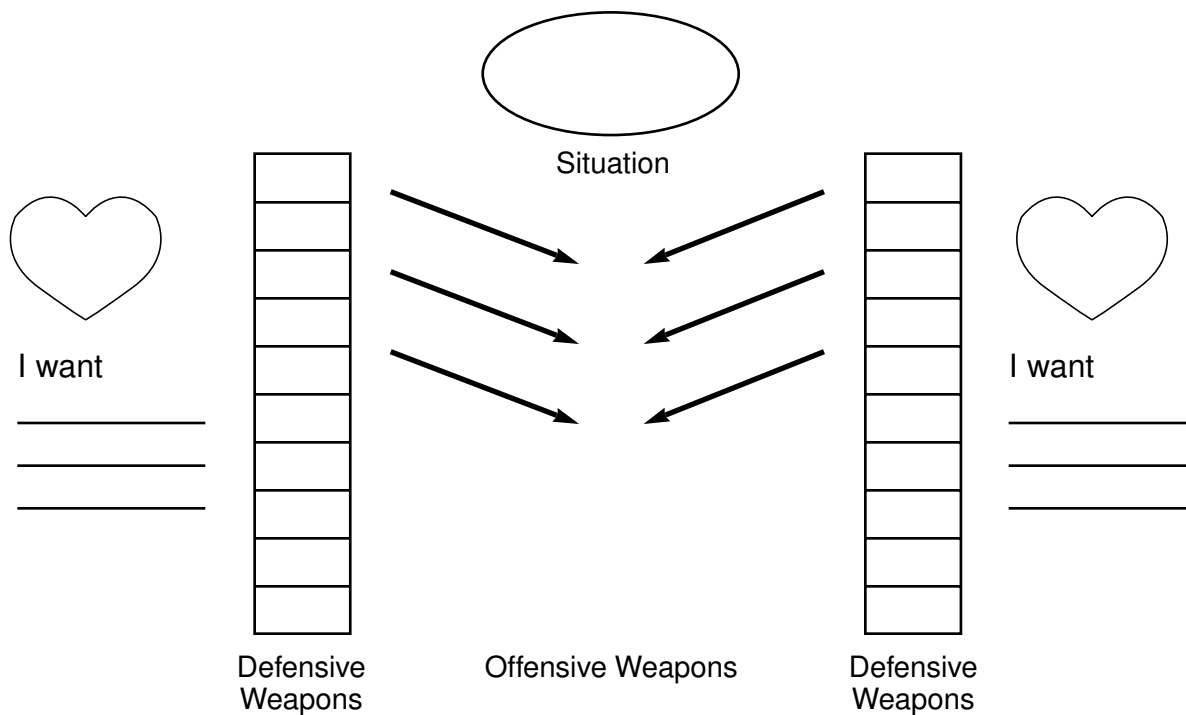 Situation
I want
I want
Defensive
Weapons
Offensive Weapons
Defensive
Weapons